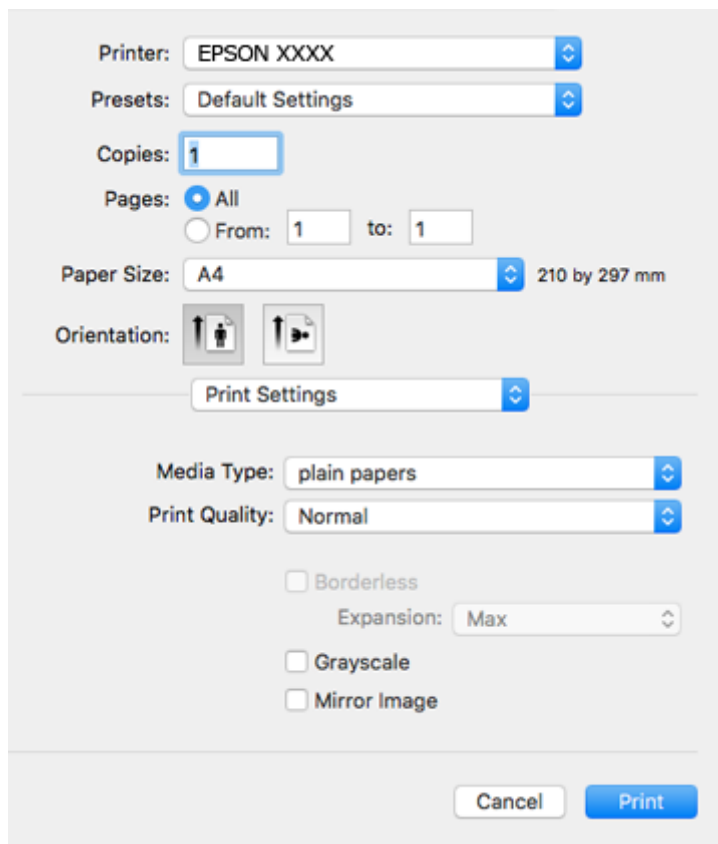 Printer: EPSON XXXX
Presets: Default Settings
Copies: 1
Pages: All
From: 1 to: 1
Paper Size: A4 210 by 297 mm
Orientation:
Print Settings
Media Type: plain papers
Print Quality: Normal
Borderless
Expansion: Max
Grayscale
Mirror Image
Cancel Print